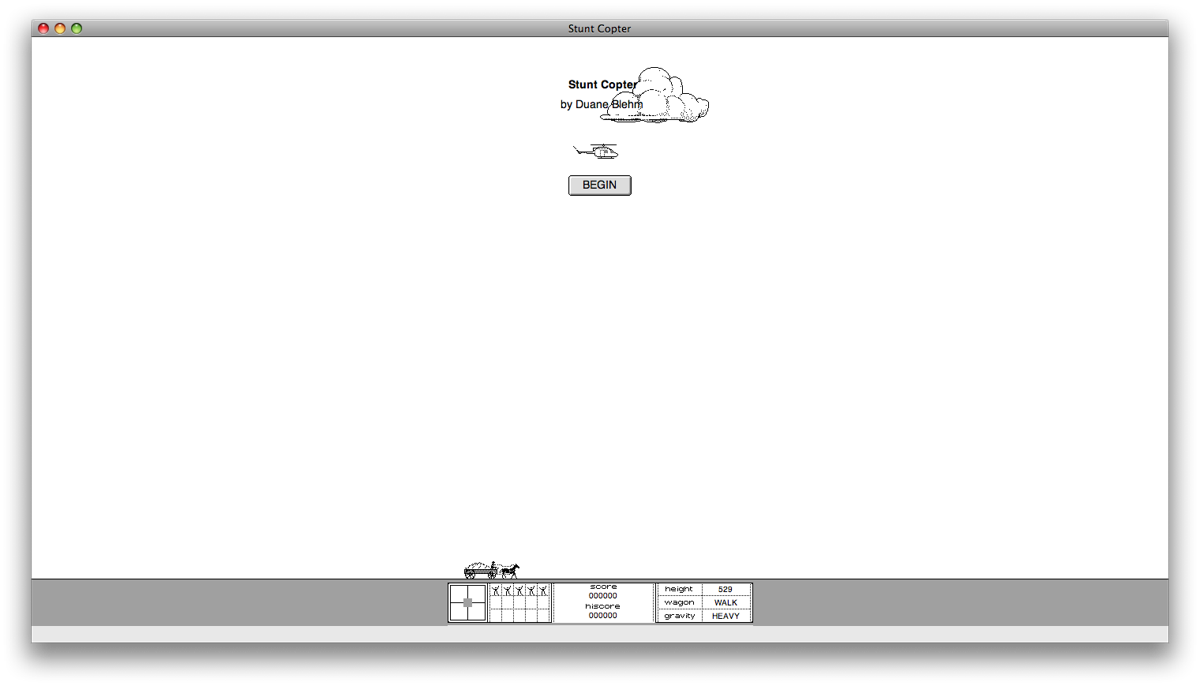 Stunt Copter
Stunt Copter
by Duane Blehm
BEGIN
score
000000
hiscore
000000
height 529
wagon WALK
gravity HEAVY